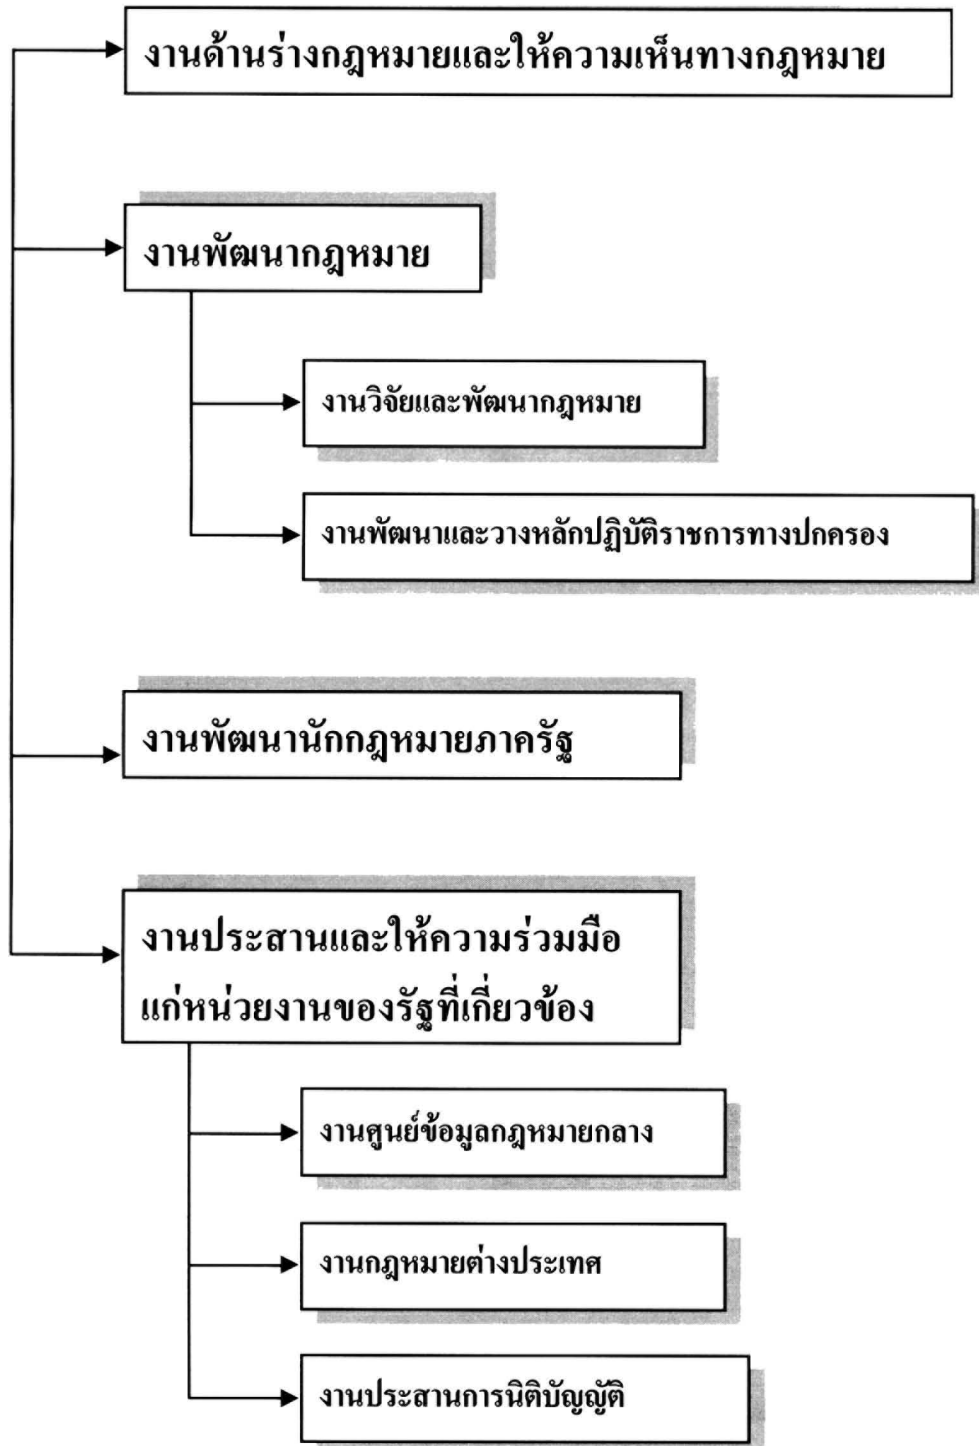 งานด้านร่างกฎหมายและให้ความเห็นทางกฎหมาย
งานพัฒนากฎหมาย
งานวิจัยและพัฒนากฎหมาย
งานพัฒนาและวางหลักปฏิบัติราชการทางปกครอง
งานพัฒนานักกฎหมายภาครัฐ
งานประสานและให้ความร่วมมือ
แก่หน่วยงานของรัฐที่เกี่ยวข้อง
งานศูนย์ข้อมูลกฎหมายกลาง
งานกฎหมายต่างประเทศ
งานประสานการนิติบัญญัติ